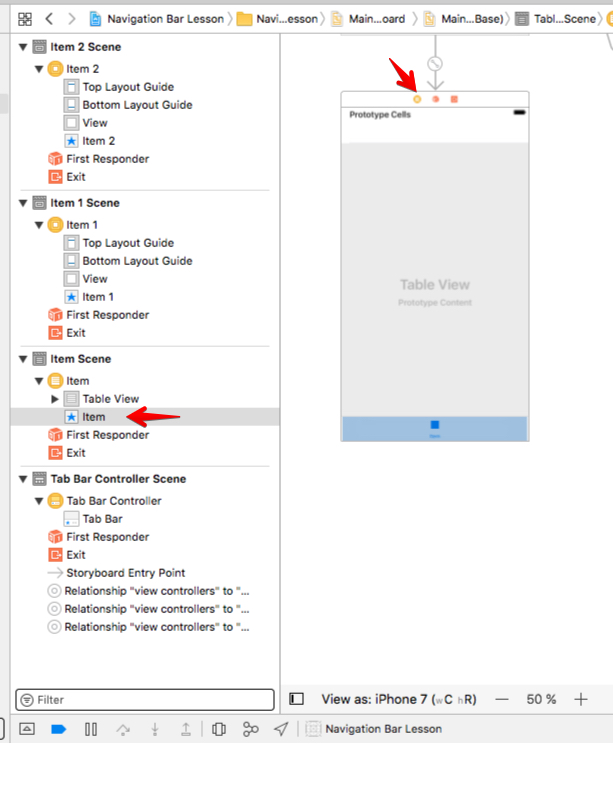 Navigation Bar Lesson
Navi...esson
Main...oard
Main...Base)
Tabl...Scene
Item 2 Scene
Item 2
Top Layout Guide
Bottom Layout Guide
View
Item 2
First Responder
Exit
Item 1 Scene
Item 1
Top Layout Guide
Bottom Layout Guide
View
Item 1
First Responder
Exit
Item Scene
Item
Table View
Item
First Responder
Exit
Tab Bar Controller Scene
Tab Bar Controller
Tab Bar
First Responder
Exit
Storyboard Entry Point
Relationship "view controllers" to "...
Relationship "view controllers" to "...
Relationship "view controllers" to "...
Filter
Prototype Cells
Table View
Prototype Content
View as: iPhone 7 (wC hR)
50 %
Navigation Bar Lesson